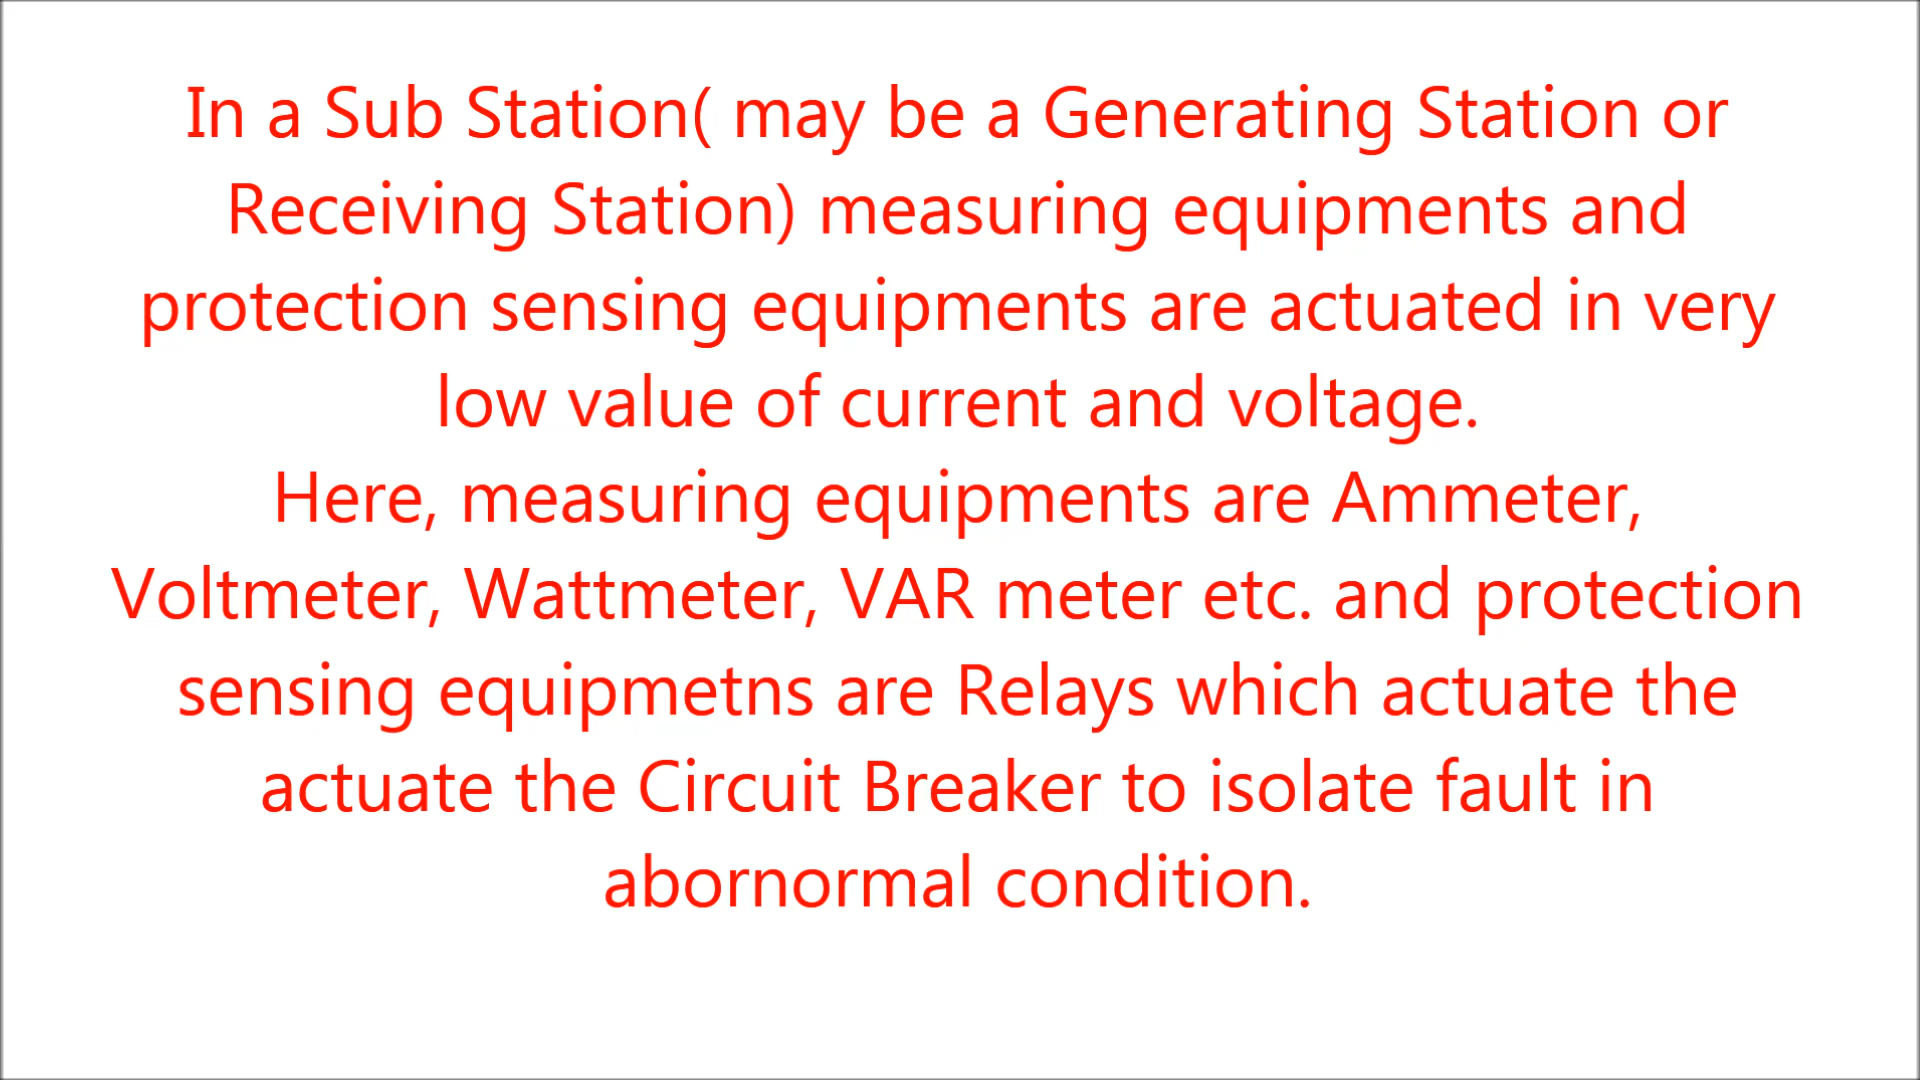 In a Sub Station( may be a Generating Station or
Receiving Station) measuring equipments and
protection sensing equipments are actuated in very
low value of current and voltage.
Here, measuring equipments are Ammeter,
Voltmeter, Wattmeter, VAR meter etc. and protection
sensing equipmetns are Relays which actuate the
actuate the Circuit Breaker to isolate fault in
abornormal condition.